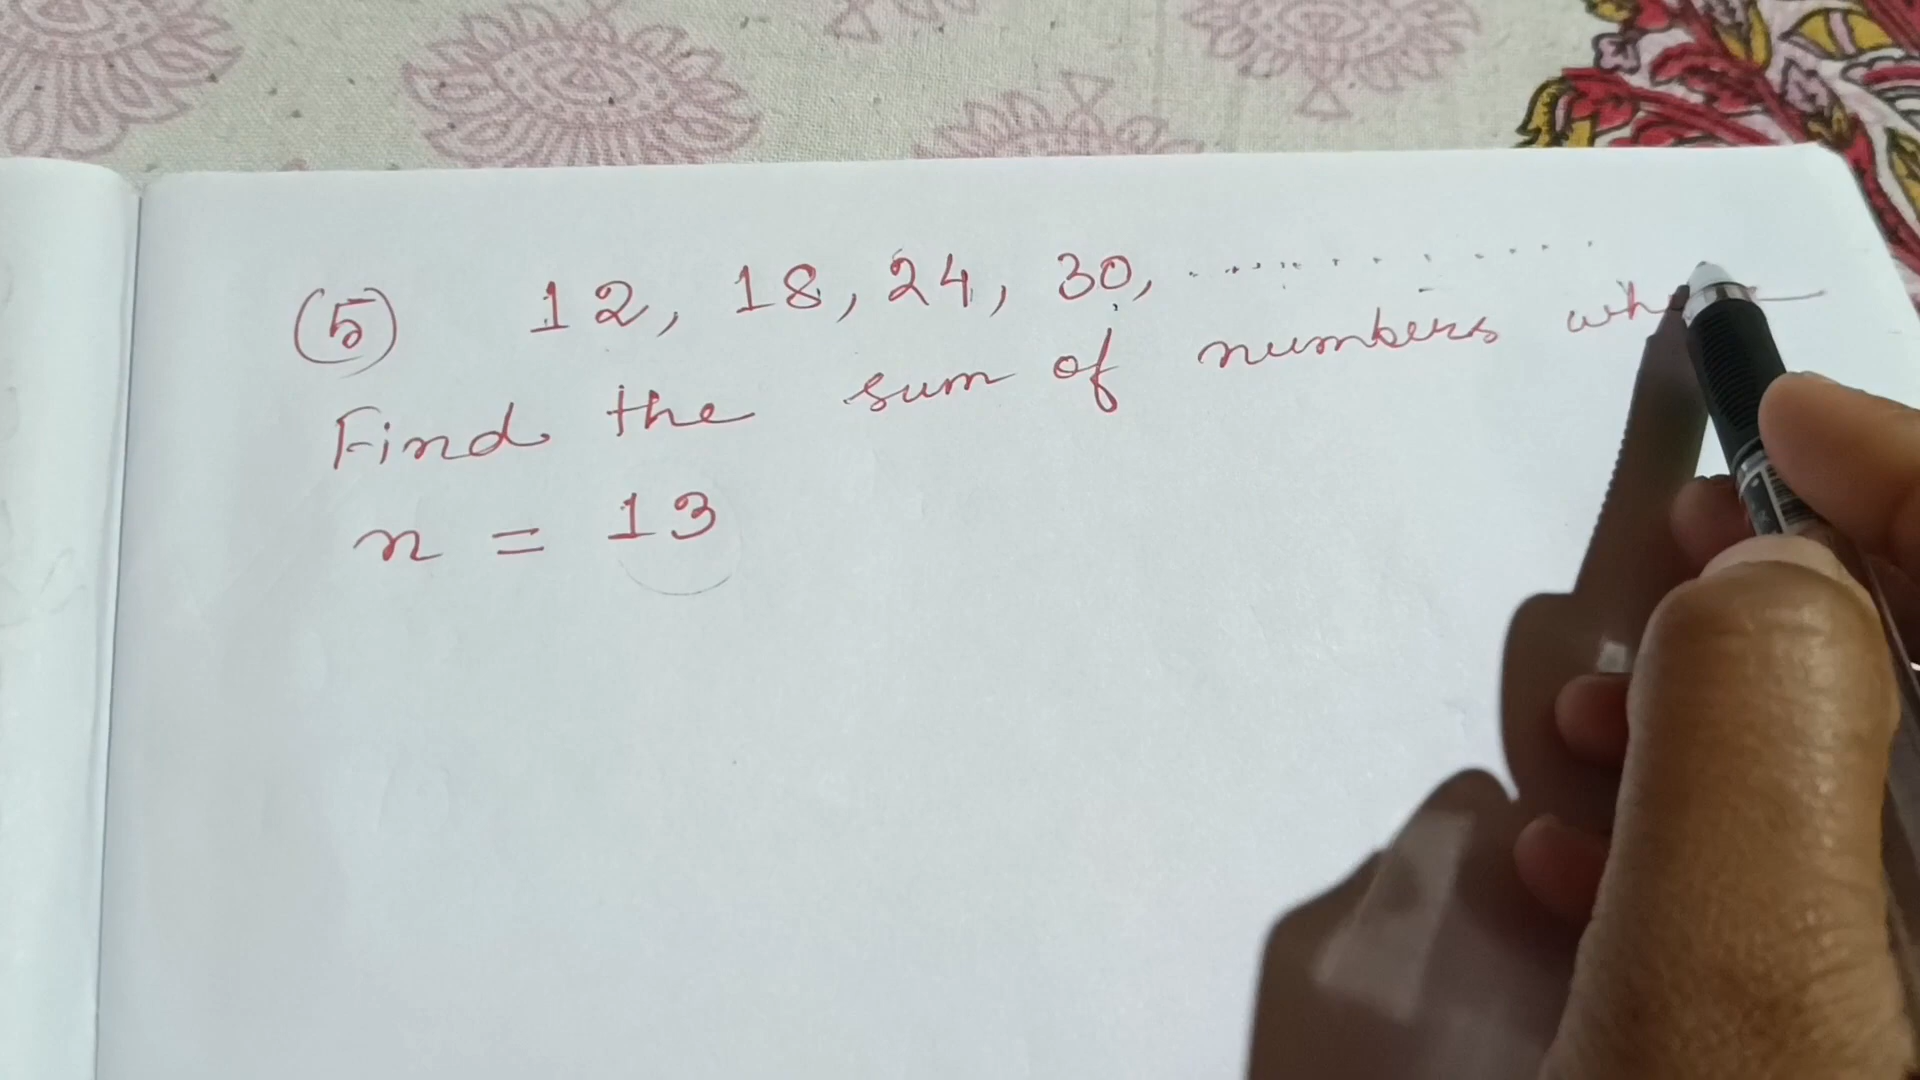 (5) 12, 18, 24, 30, ..............
Find the sum of numbers
n = 13